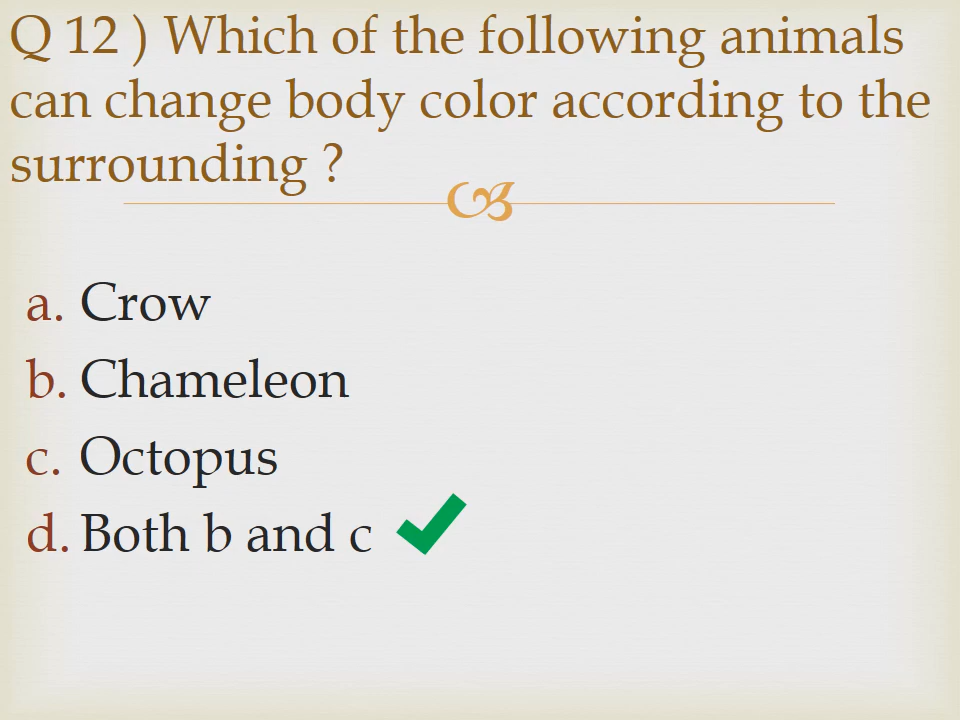 Q 12 ) Which of the following animals
can change body color according to the
surrounding ?
a. Crow
b. Chameleon
c. Octopus
d. Both b and c